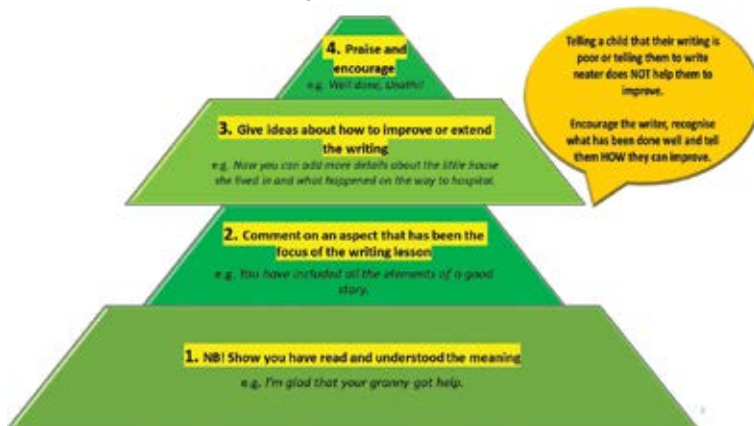 4. Praise and
encourage
e.g. Well done, Unathi!
3. Give ideas about how to improve or extend
the writing
e.g. Now you can add more details about the little house
she lived in and what happened on the way to hospital.
2. Comment on an aspect that has been the
focus of the writing lesson
e.g. You have included all the elements of a good
story.
1. NB! Show you have read and understood the meaning
e.g. I'm glad that your granny got help.
Telling a child that their writing is
poor or telling them to write
neater does NOT help them to
improve.
Encourage the writer, recognise
what has been done well and tell
them HOW they can improve.